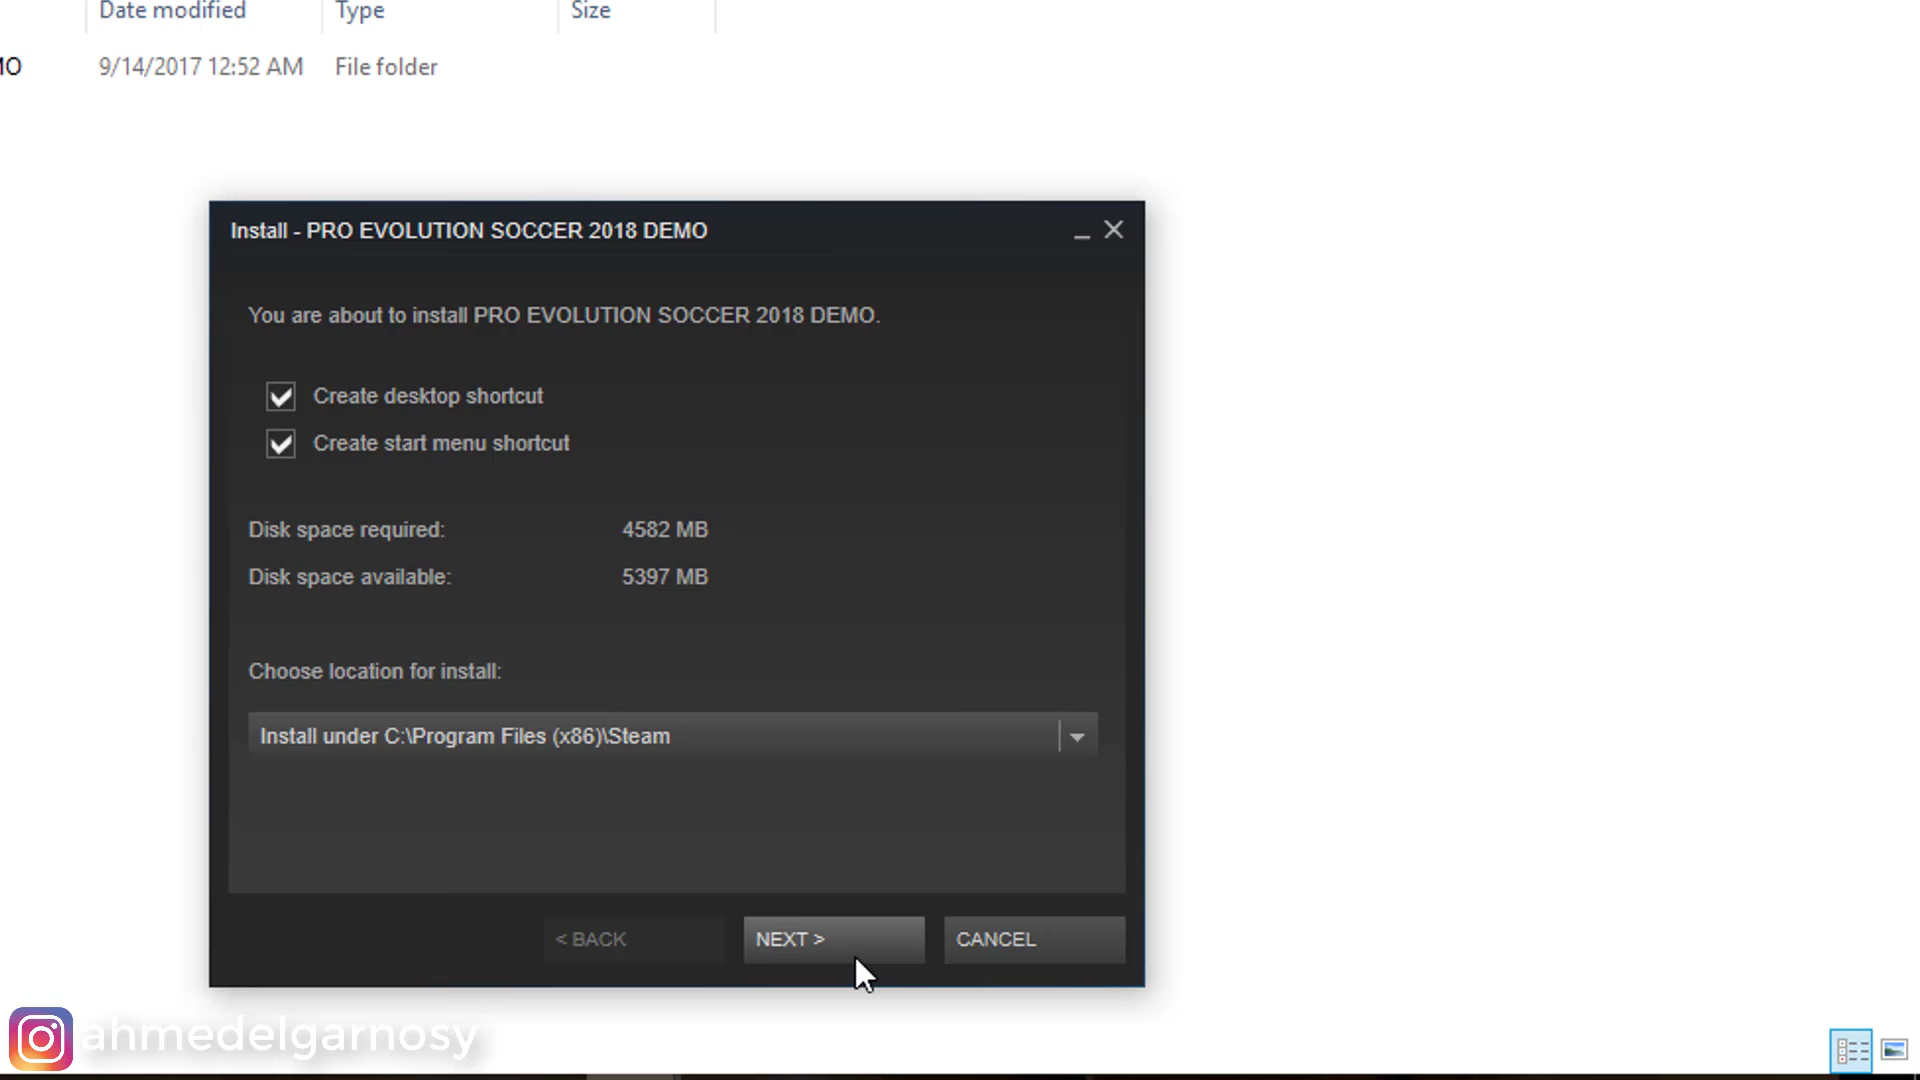 Date modified
Type
Size
MO
9/14/2017 12:52 AM
File folder
Install - PRO EVOLUTION SOCCER 2018 DEMO
You are about to install PRO EVOLUTION SOCCER 2018 DEMO.
Create desktop shortcut
Create start menu shortcut
Disk space required:
4582 MB
Disk space available:
5397 MB
Choose location for install:
Install under C:\Program Files (x86)\Steam
< BACK
NEXT >
CANCEL
ahmedelgarnosy